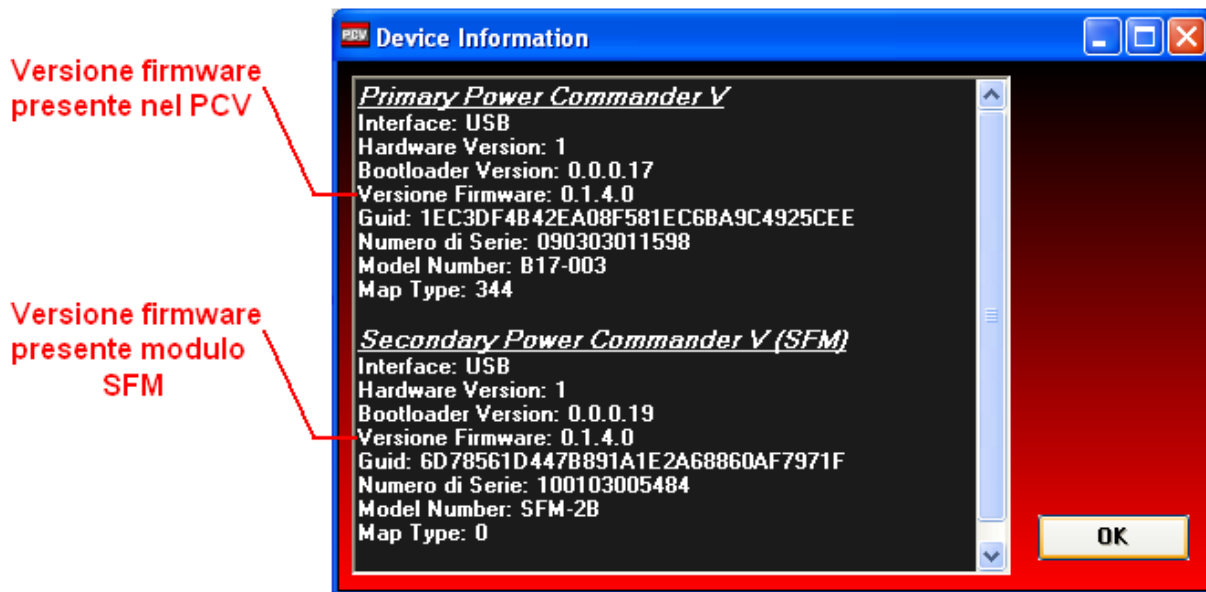 PCV Device Information
Versione firmware
presente nel PCV
Primary Power Commander V
Interface: USB
Hardware Version: 1
Bootloader Version: 0.0.0.17
Versione Firmware: 0.1.4.0
Guid: 1EC3DF4B42EA08F581EC6BA9C4925CEE
Numero di Serie: 090303011598
Model Number: B17-003
Map Type: 344
Versione firmware
presente modulo
SFM
Secondary Power Commander V (SFM)
Interface: USB
Hardware Version: 1
Bootloader Version: 0.0.0.19
Versione Firmware: 0.1.4.0
Guid: 6D78561D447B891A1E2A68860AF7971F
Numero di Serie: 100103005484
Model Number: SFM-2B
Map Type: 0
OK